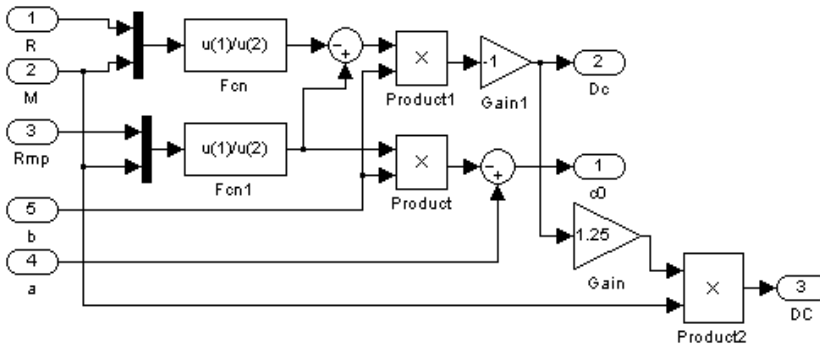 1
R
2
M
3
Rmp
5
b
4
a
u(1)/u(2)
Fcn
u(1)/u(2)
Fcn1
- +
×
Product1
-1
Gain1
2
Dc
×
Product
- +
1
c0
1.25
Gain
×
Product2
3
DC